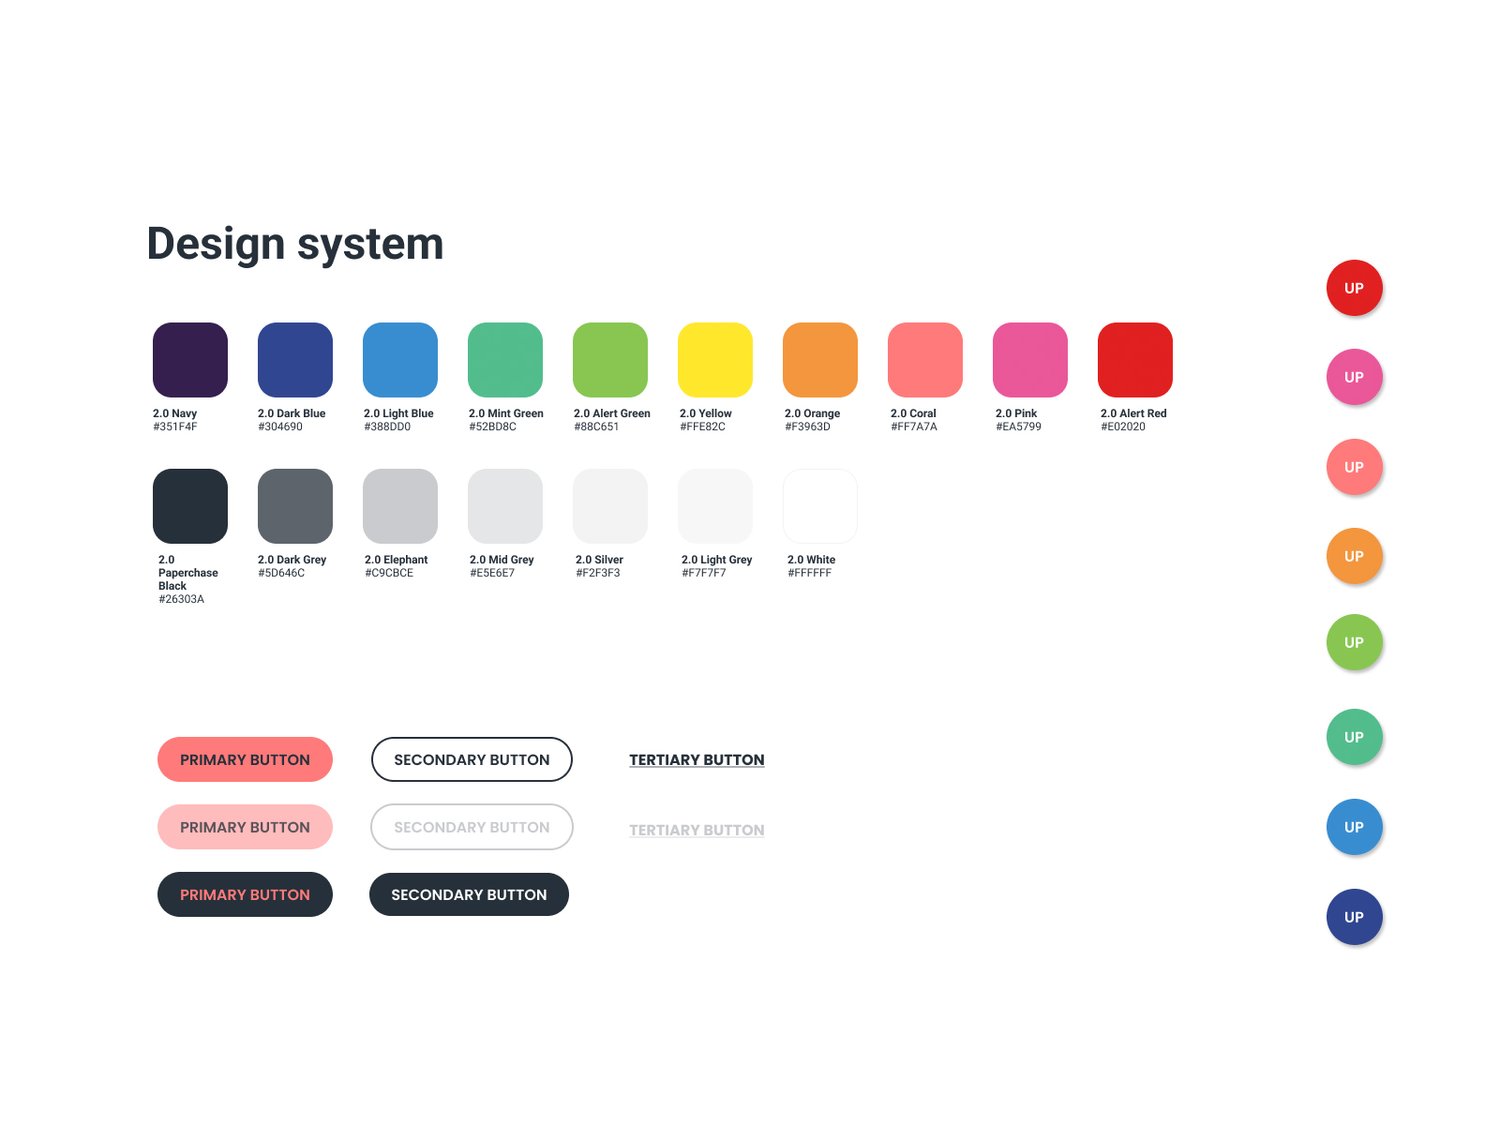 Design system
2.0 Navy
#351F4F
2.0 Dark Blue
#304690
2.0 Light Blue
#388DD0
2.0 Mint Green
#52BD8C
2.0 Alert Green
#88C651
2.0 Yellow
#FFE82C
2.0 Orange
#F3963D
2.0 Coral
#FF7A7A
2.0 Pink
#EA5799
2.0 Alert Red
#E02020
2.0
Paperchase
Black
#26303A
2.0 Dark Grey
#5D646C
2.0 Elephant
#C9CBCE
2.0 Mid Grey
#E5E6E7
2.0 Silver
#F2F3F3
2.0 Light Grey
#F7F7F7
2.0 White
#FFFFFF
PRIMARY BUTTON
SECONDARY BUTTON
TERTIARY BUTTON
PRIMARY BUTTON
SECONDARY BUTTON
TERTIARY BUTTON
PRIMARY BUTTON
SECONDARY BUTTON
UP
UP
UP
UP
UP
UP
UP
UP